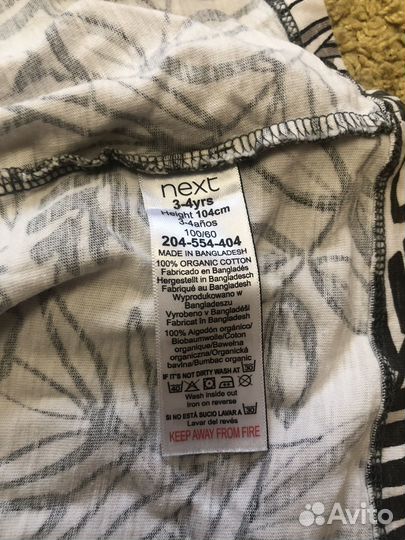 next
3-4yrs
Height 104cm
3-4años
100/60
204-554-404
MADE IN BANGLADESH
100% ORGANIC COTTON
Fabricado en Bangladés
Hergestellt in Bangladesch
Fabriqué au Bangladesh
Wyprodukowano w
Bangladeszu
Vyrobeno v Bangladéši
Fabricat în Bangladesh
100% Algodón orgánico/
Biobaumwolle/Coton
organique/Bawełna
organiczna/Organická
bavlna/Bumbac organic
IF IT'S NOT DIRTY WASH AT 30
40
Wash inside out
Iron on reverse
SI NO ESTÁ SUCIO LAVAR A 30
Lavar del revés
KEEP AWAY FROM FIRE
Avito